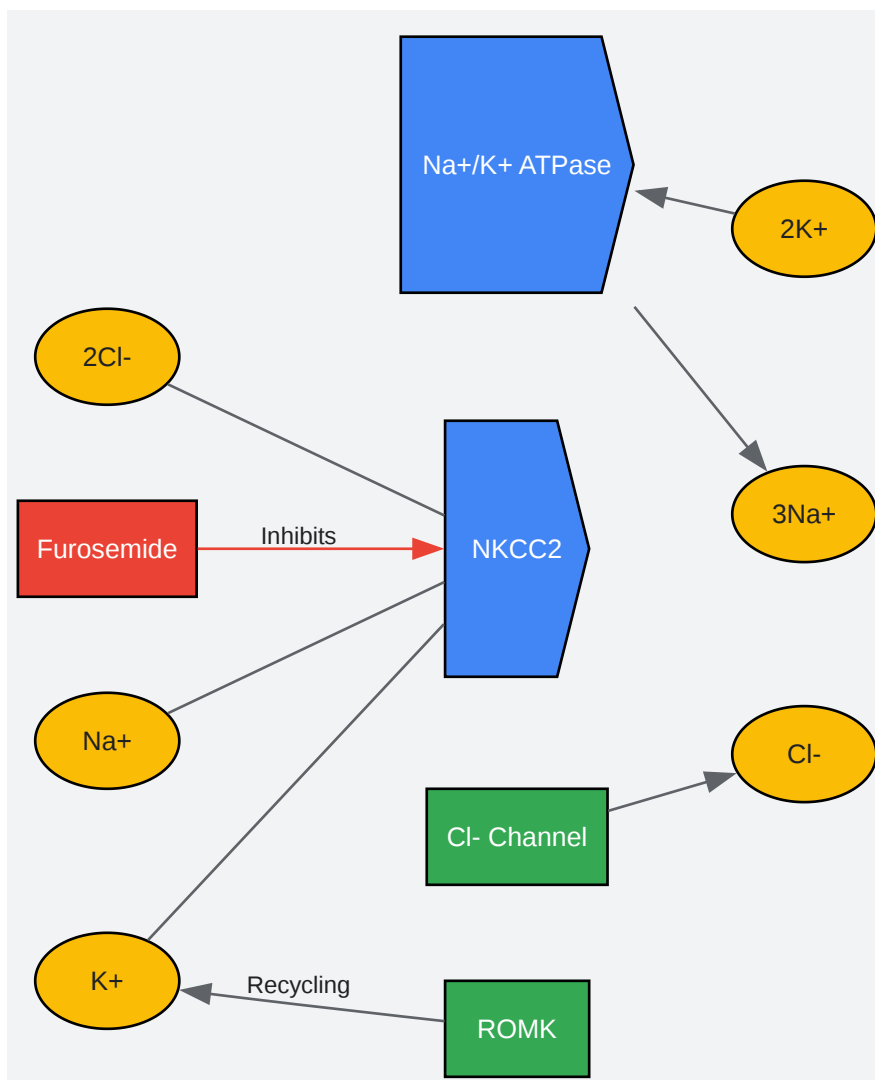 Na+/K+ ATPase
2K+
2Cl-
Furosemide
Inhibits
NKCC2
3Na+
Na+
Cl-
Cl- Channel
K+
Recycling
ROMK